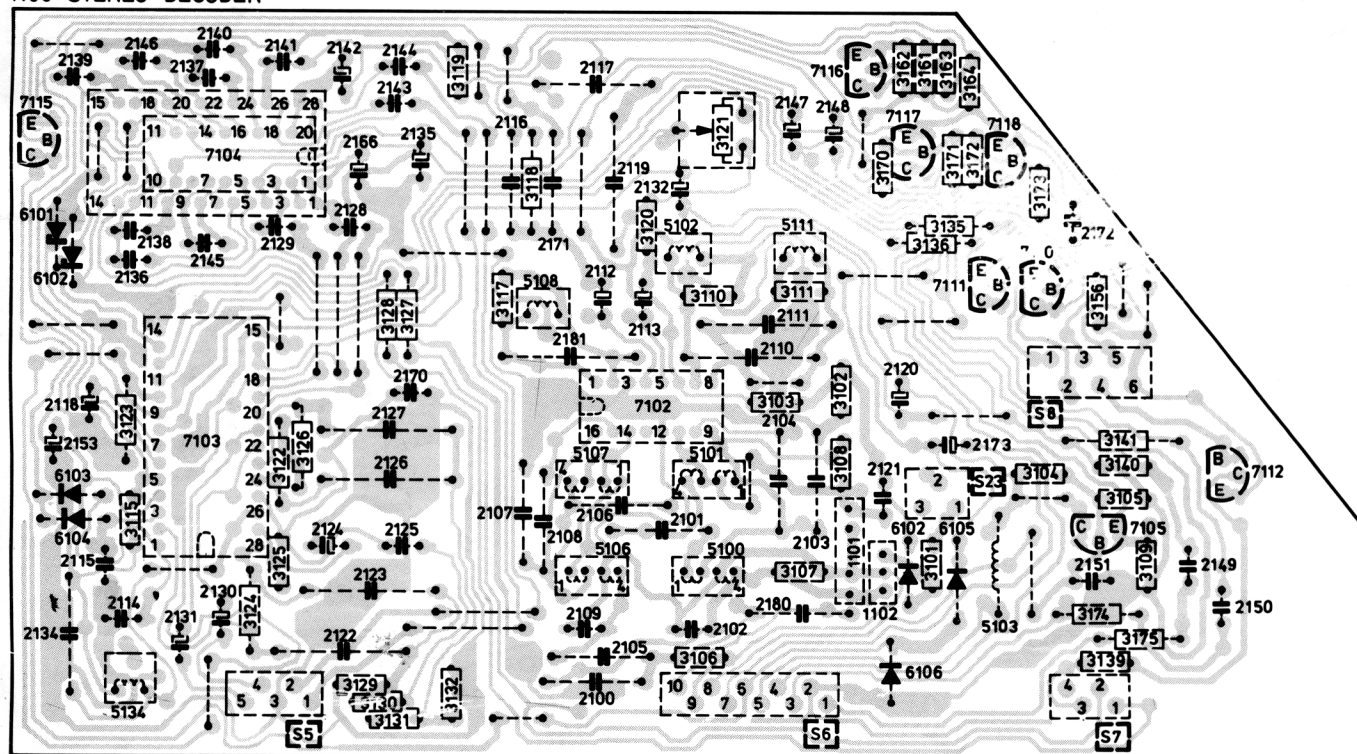 2139 2146 2140 2137 2141 2142 2144 2143 3119 2117 7116 E B C 3162 3161 3163 3164
7115 E B C 15 18 20 22 24 26 28
11 14 16 18 20 7104 10 7 5 3 1
14 11 9 7 5 3 1
2166 2135 2116 3118 2119 2132 3121 2147 2148 7117 E B C 3170 3171 3172 7118 E B C 3173
6101 6102 2138 2136 2145 2129 2128 2171 3120 5102 5111 3135 3136 2172
3128 3127 3117 5108 2112 2113 3110 3111 2111 7111 E B C E B C 3156
14 15 2181 2110 1 3 5 2 4 6 S8
11 18 9 20 7 22 7103 5 24 3 26 1 28
2118 3123 2153 2170 2127 3122 3126 2126
1 3 5 8 7102 16 14 12 9
3103 2104 3102 2120 2173 3141 3140 3105 7112 B C E
6103 6104 3115 2115 5107 5101 3108 2121 2 3 1 S23 3104
2107 2108 2106 2101 2103 1101 6102 6105 3101 C E B 7105 3109
2124 2125 3125 2123 5106 1 4 5100 1 4 3107 1102 2151 2149 2150
2134 2114 2131 2130 3124 2122 2109 2102 2180 5103 3174 3175
2105 3106 6106 3139
5134 4 2 5 3 1 S5 3129 3130 3131 3132 2100
10 8 6 4 2 9 7 5 3 1 S6
4 2 3 1 S7